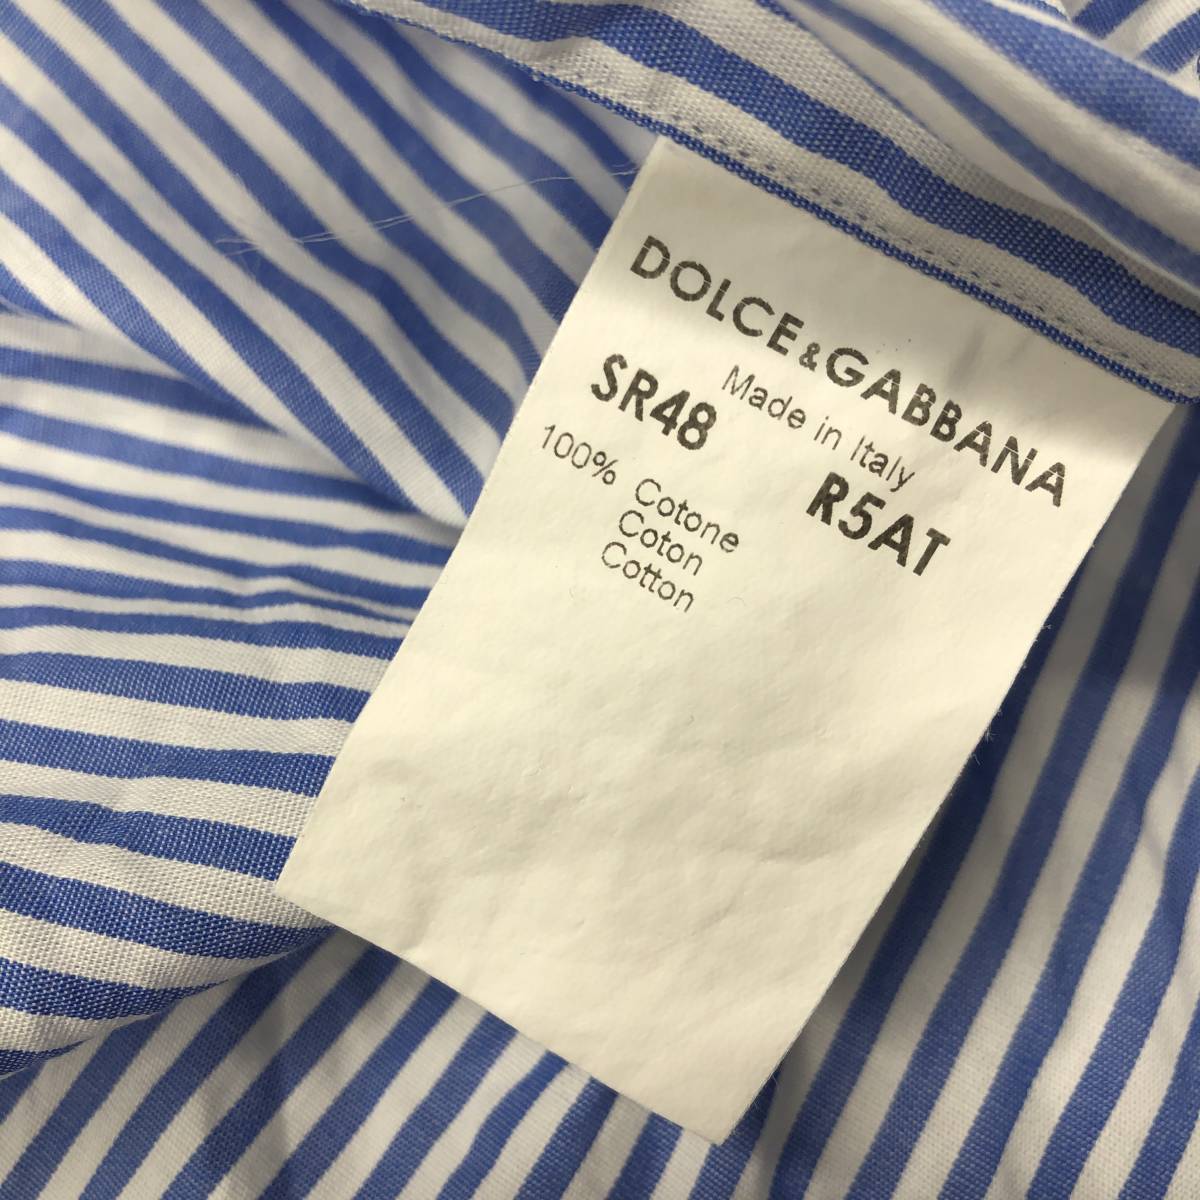 DOLCE&GABBANA
Made in Italy
SR48 R5AT
100% Cotone
Coton
Cotton